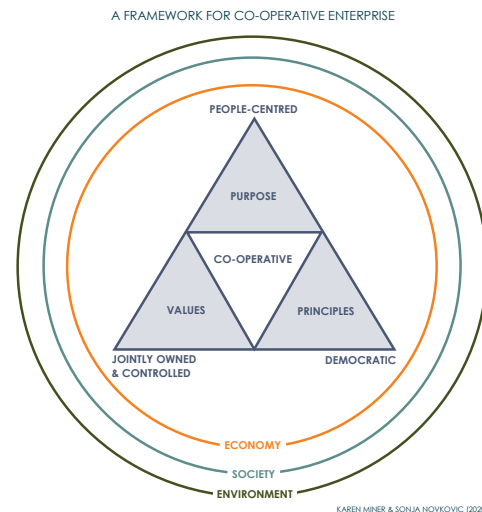 A FRAMEWORK FOR CO-OPERATIVE ENTERPRISE
PEOPLE-CENTRED
PURPOSE
CO-OPERATIVE
VALUES
PRINCIPLES
JOINTLY OWNED
& CONTROLLED
DEMOCRATIC
ECONOMY
SOCIETY
ENVIRONMENT
KAREN MINER & SONJA NOVKOVIC